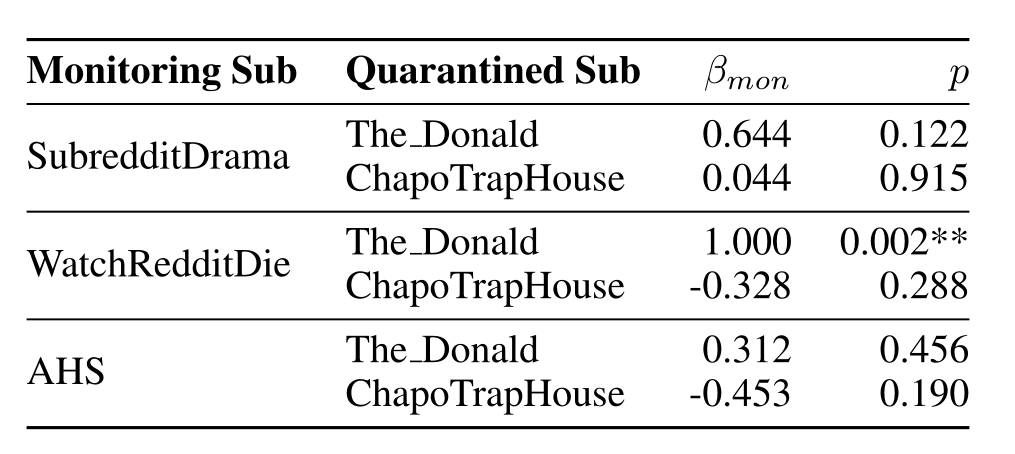 Monitoring Sub Quarantined Sub βmon p
SubredditDrama The_Donald 0.644 0.122
ChapoTrapHouse 0.044 0.915
WatchRedditDie The_Donald 1.000 0.002**
ChapoTrapHouse -0.328 0.288
AHS The_Donald 0.312 0.456
ChapoTrapHouse -0.453 0.190